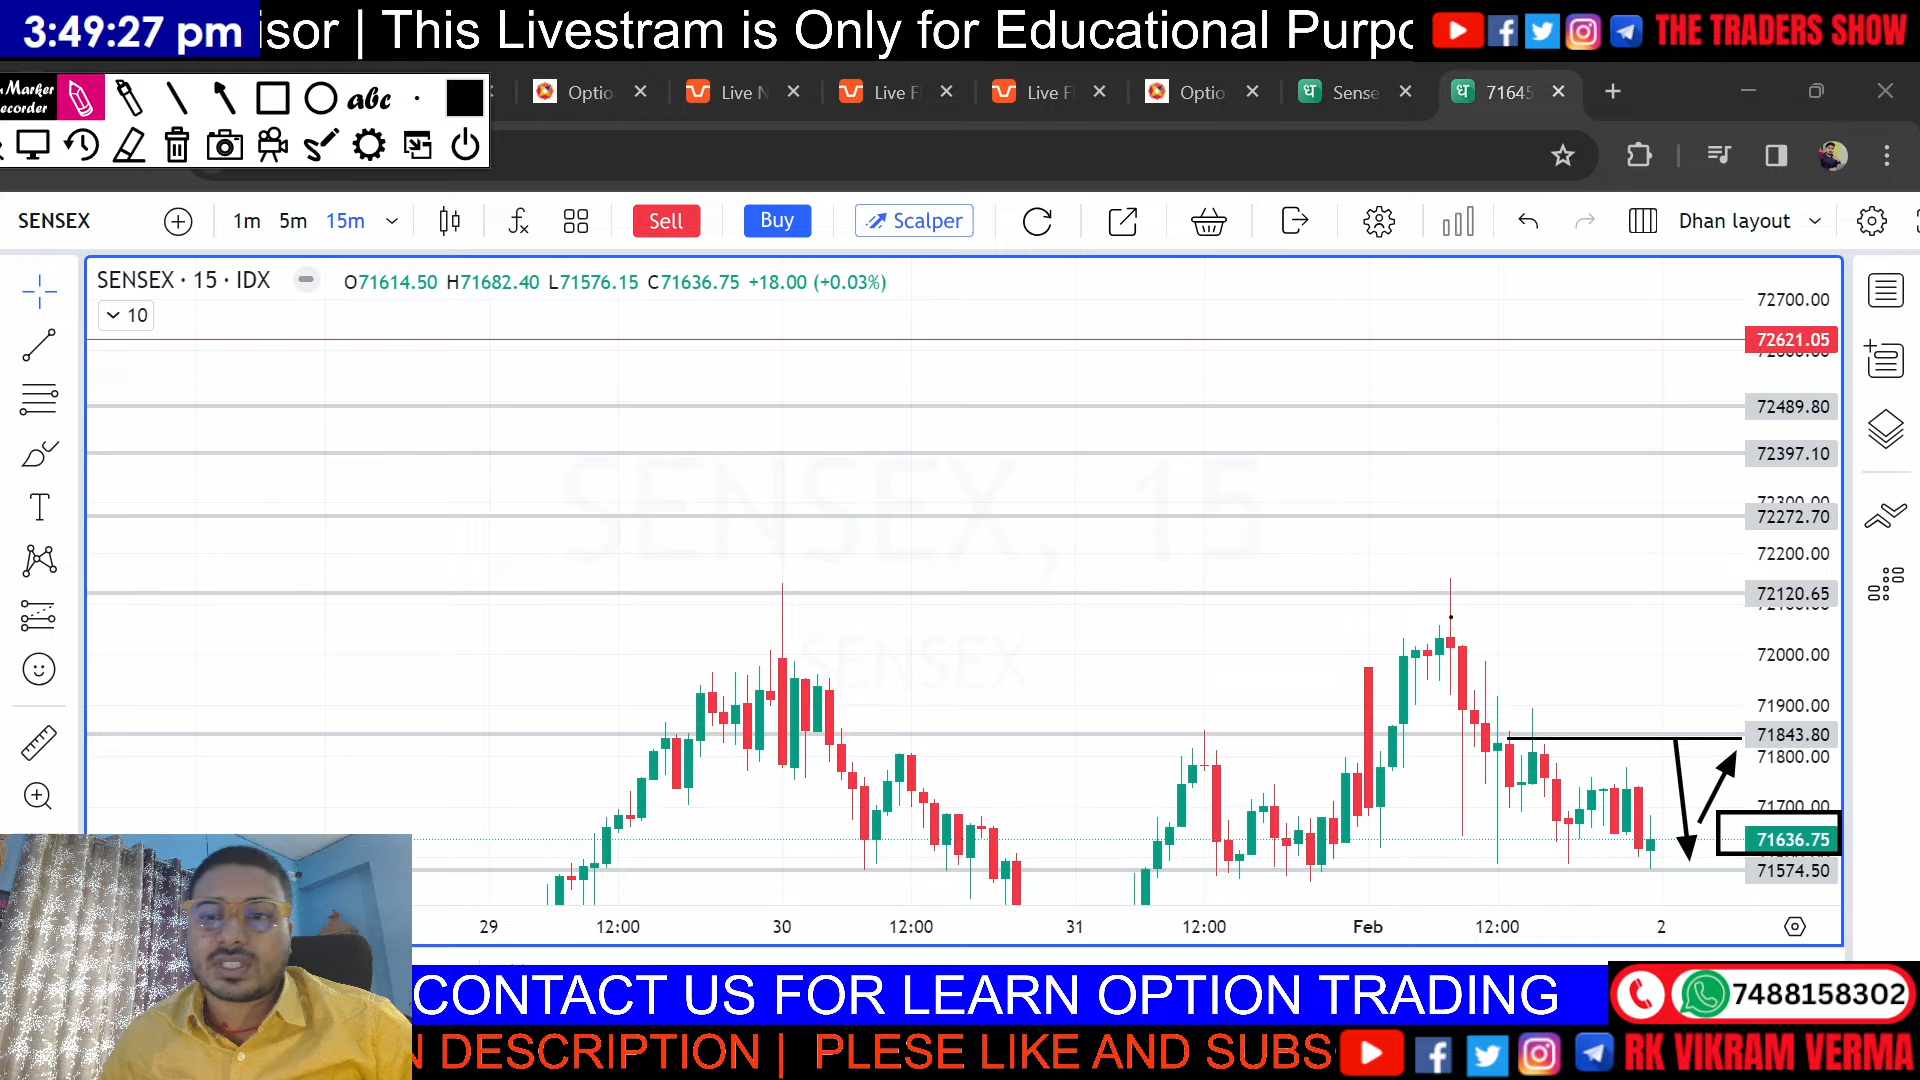 3:49:27 pm
isor | This Livestram is Only for Educational Purpo
THE TRADERS SHOW
Marker
ecorder
abc
Optio
Live N
Live F
Live F
Optio
Sense
71645
SENSEX
1m 5m 15m
Sell
Buy
Scalper
Dhan layout
SENSEX · 15 · IDX
O71614.50 H71682.40 L71576.15 C71636.75 +18.00 (+0.03%)
10
SENSEX, 15
SENSEX
72700.00
72621.05
72489.80
72397.10
72300.00
72272.70
72200.00
72120.65
72000.00
71900.00
71843.80
71800.00
71700.00
71636.75
71574.50
29 12:00 30 12:00 31 12:00 Feb 12:00 2
CONTACT US FOR LEARN OPTION TRADING
7488158302
N DESCRIPTION | PLESE LIKE AND SUBS
RK VIKRAM VERMA